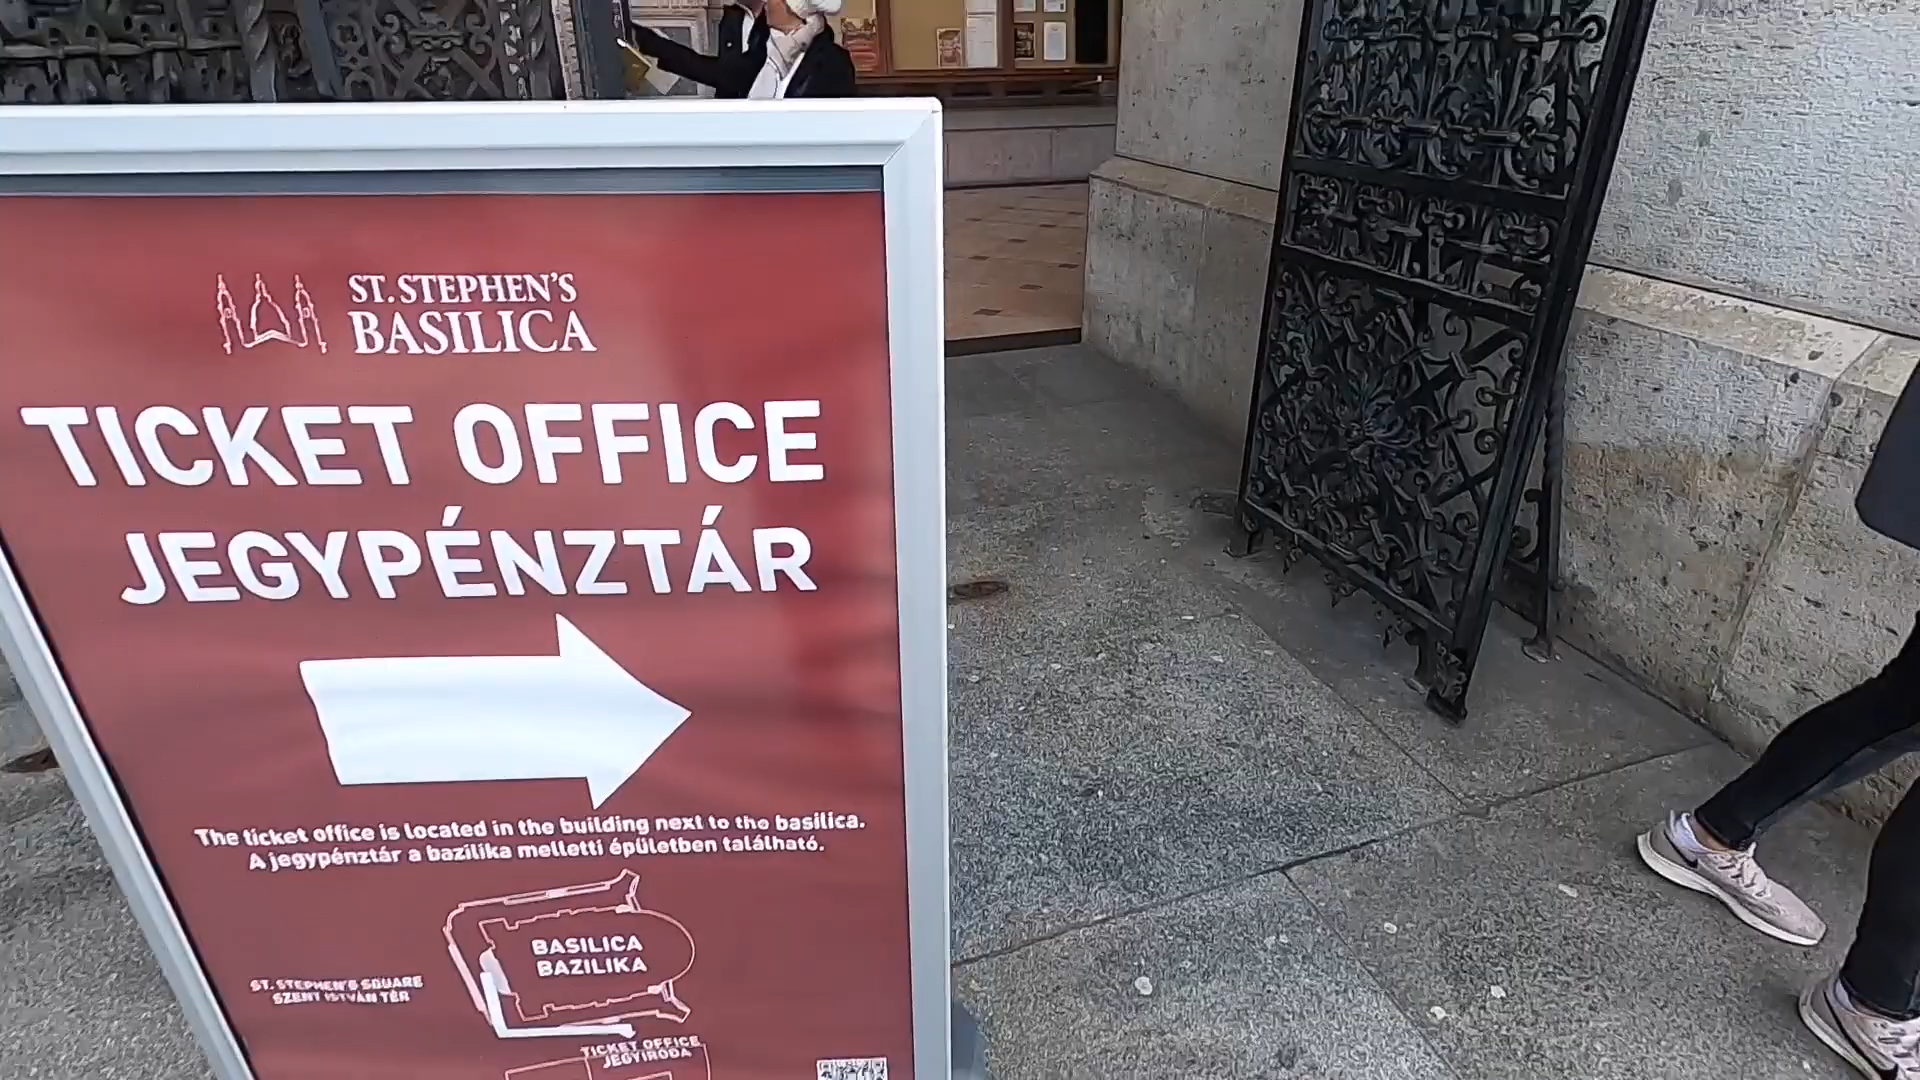 ST. STEPHEN'S
BASILICA
TICKET OFFICE
JEGYPÉNZTÁR
The ticket office is located in the building next to the basilica.
A jegypénztár a bazilika melletti épületben található.
BASILICA
BAZILIKA
ST. STEPHEN'S SQUARE
SZENT ISTVÁN TÉR
TICKET OFFICE
JEGYIRODA